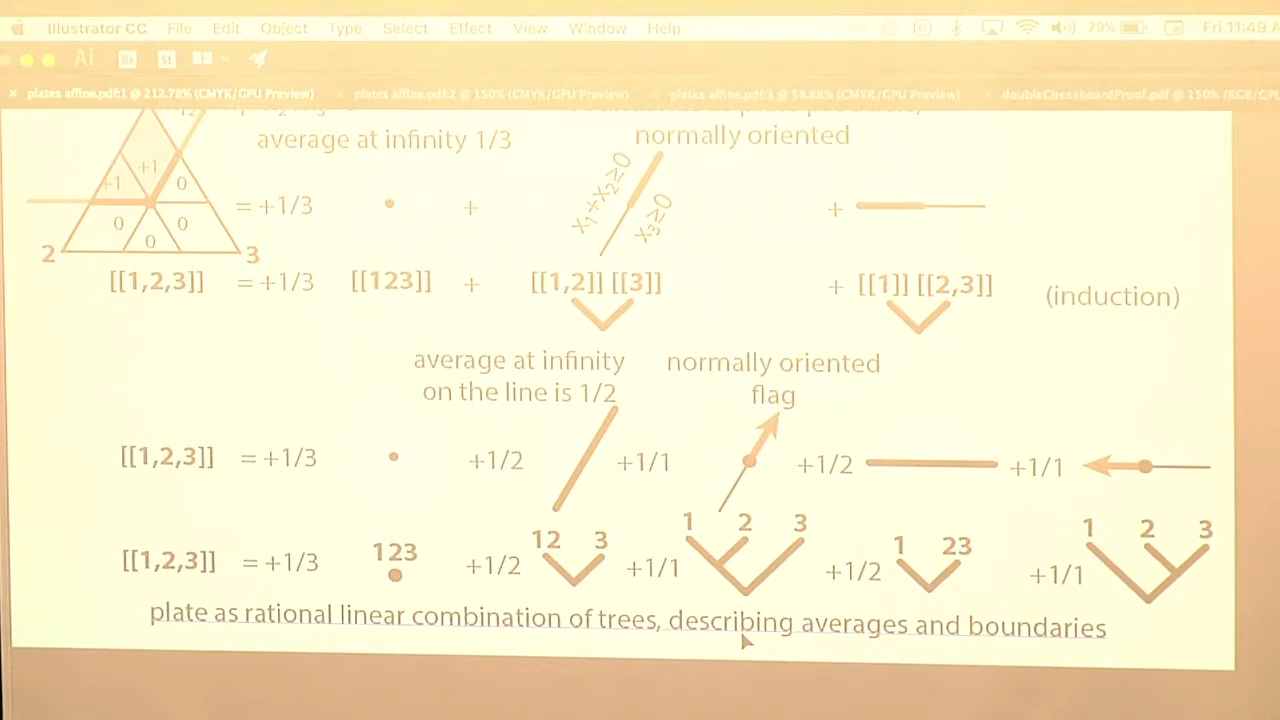 Illustrator CC File Edit Object Type Select Effect View Window Help 79% Fri 11:49 A
Ai Br St
× plates affine.pdf:1 @ 212.78% (CMYK/GPU Preview) × plates affine.pdf:2 @ 150% (CMYK/GPU Preview) × plates affine.pdf:3 @ 58.88% (CMYK/GPU Preview) × doubleChessboardProof.pdf @ 150% (RGB/GPU
average at infinity 1/3 normally oriented
+1
+1 0
x₁+x₂≥0
x₃≥0
= +1/3 + +
0 0
0
2 3
[[1,2,3]] = +1/3 [[123]] + [[1,2]] [[3]] + [[1]] [[2,3]] (induction)
average at infinity normally oriented
on the line is 1/2 flag
[[1,2,3]] = +1/3 +1/2 +1/1 +1/2 +1/1
12 3 1 2 3 1 23 1 2 3
123
[[1,2,3]] = +1/3 +1/2 +1/1 +1/2 +1/1
plate as rational linear combination of trees, describing averages and boundaries